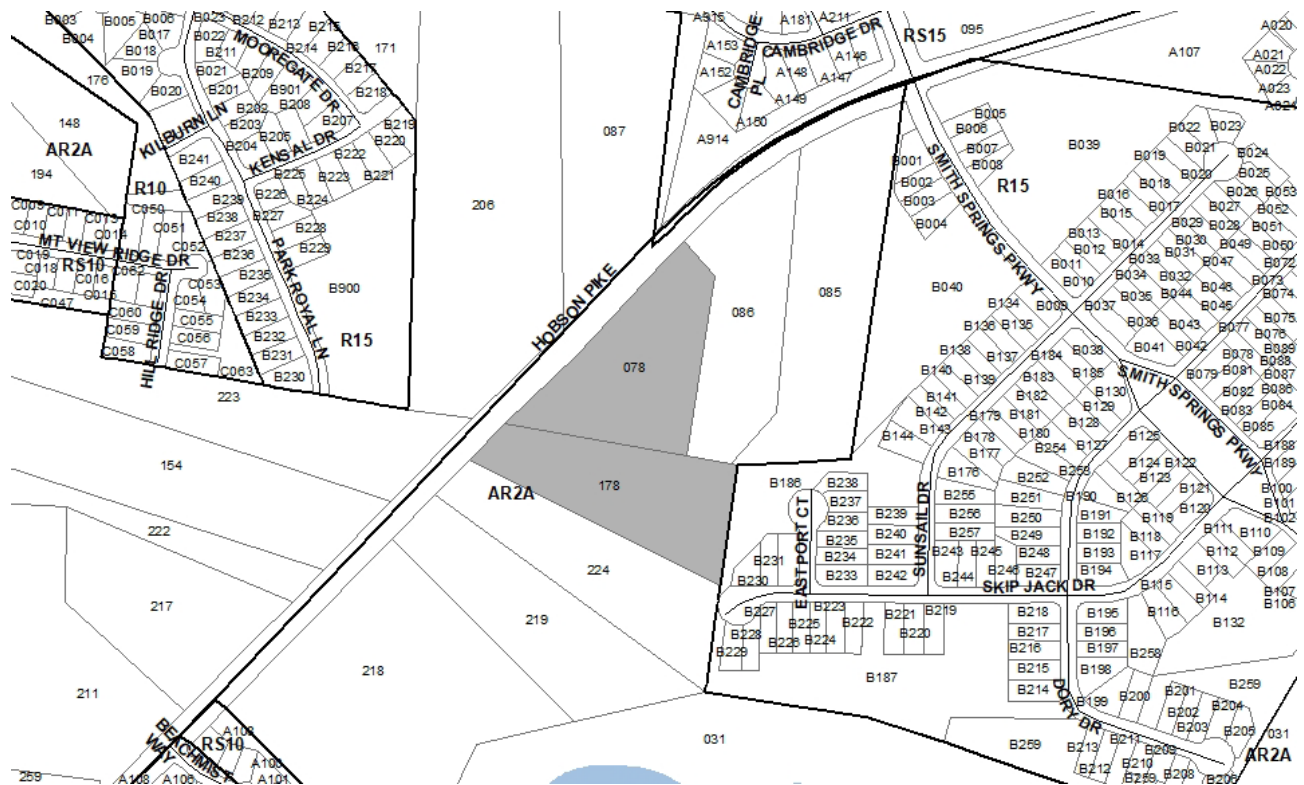 B003
B004
B005
B006
B017
B018
B019
B020
B023
B022
B211
B021
B201
B212
B213
B215
B214
B216
B217
B218
171
MOOREGATE DR
B209
B901
B208
B207
B202
B203
B204
B205
B219
B220
B221
B222
B223
B224
B225
B226
B227
B228
B229
KILBURN LN
KENSAL DR
PARK ROYAL LN
176
148
AR2A
194
R10
B241
B240
B239
B238
B237
B236
B235
B234
B233
B232
B231
B230
B900
R15
C009
C011
C013
C010
C014
C050
C051
C052
MT VIEW RIDGE DR
C019
C018
RS10
C062
C020
C016
C015
C047
C053
C054
C060
C055
C059
C056
C058
C057
C063
HILL RIDGE DR
223
206
087
HOBSON PIKE
A915
A181
A211
A153
A152
CAMBRIDGE DR
CAMBRIDGE
PL
A148
A146
A147
A149
A150
A914
RS15
095
A107
A020
A021
A022
A023
A024
B005
B006
B007
B008
B001
B002
B003
B004
SMITH SPRINGS PKWY
R15
B039
B040
086
085
078
178
AR2A
154
222
217
211
259
224
219
218
031
B022
B023
B021
B019
B018
B020
B024
B025
B026
B053
B016
B015
B017
B027
B052
B029
B028
B051
B013
B012
B014
B030
B049
B050
B033
B031
B047
B072
B011
B010
B034
B032
B046
B073
B009
B037
B035
B044
B045
B074
B036
B043
B077
B075
B076
B041
B042
B078
B089
B088
B134
B136
B135
B138
B137
B184
B038
B140
B139
B183
B185
B141
B182
B130
B142
B179
B181
B129
B143
B144
B178
B180
B128
B177
B254
B127
B176
B252
B253
SMITH SPRINGS PKWY
B079
B081
B087
B082
B086
B083
B084
B085
B188
B189
B100
B101
B102
B125
B124
B122
B123
B121
B126
B120
B119
B118
B117
B111
B110
B112
B109
B113
B108
B115
B114
B107
B106
B116
B132
B186
B238
B237
B236
B235
B234
B233
B239
B240
B241
B242
EAST PORT CT
SUNSAIL DR
B255
B256
B257
B243
B245
B244
B246
B251
B250
B249
B248
B247
B190
B191
B192
B193
B194
SKIP JACK DR
B231
B230
B227
B228
B229
B223
B225
B226
B224
B222
B221
B220
B219
B218
B217
B216
B215
B214
B195
B196
B197
B198
B258
B187
B199
B200
B201
B202
B203
B204
B205
B259
DORY DR
031
AR2A
B259
B213
B212
B211
B210
B209
B208
B206
BEACHMIST
WAY
RS10
A100
A101
A108
A106